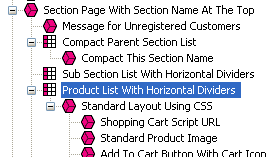 Section Page With Section Name At The Top
Message for Unregistered Customers
Compact Parent Section List
Compact This Section Name
Sub Section List With Horizontal Dividers
Product List With Horizontal Dividers
Standard Layout Using CSS
Shopping Cart Script URL
Standard Product Image
Add To Cart Button With Cart Icon